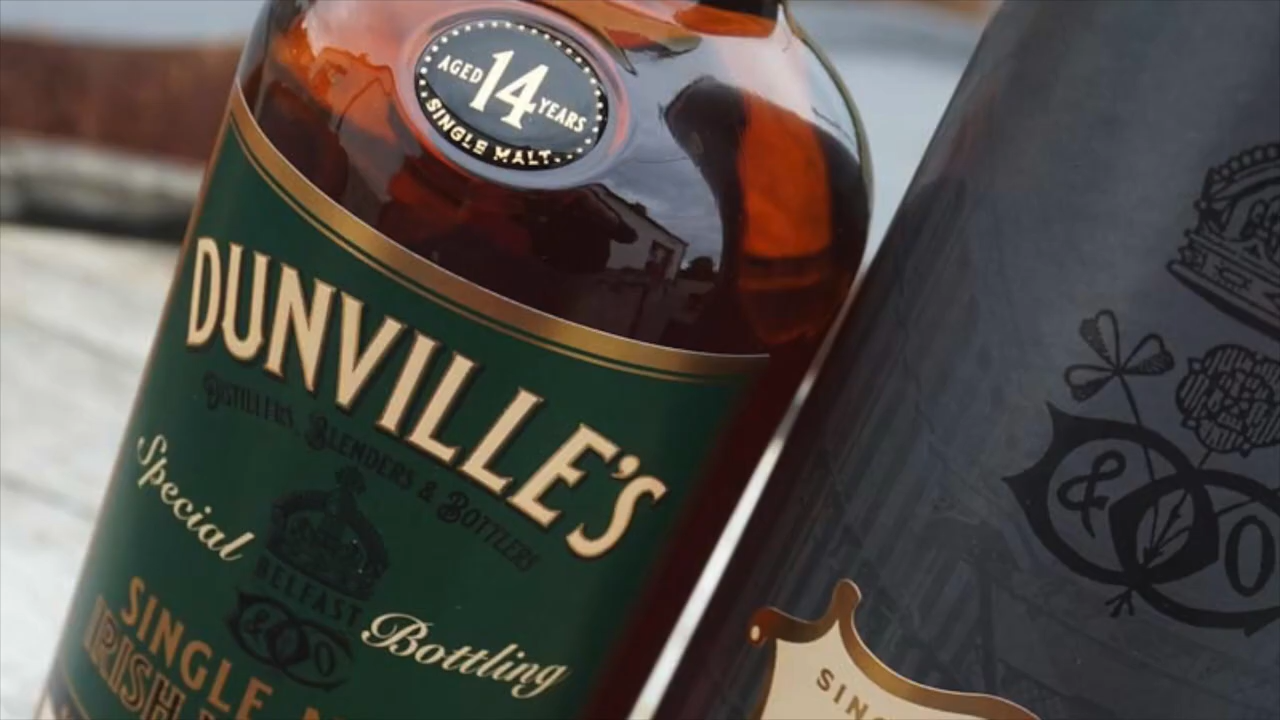 AGED 14 YEARS
SINGLE MALT
DUNVILLE'S
DISTILLERS, BLENDERS & BOTTLERS
Special
BELFAST
Bottling
SINGLE
IRISH
&
O